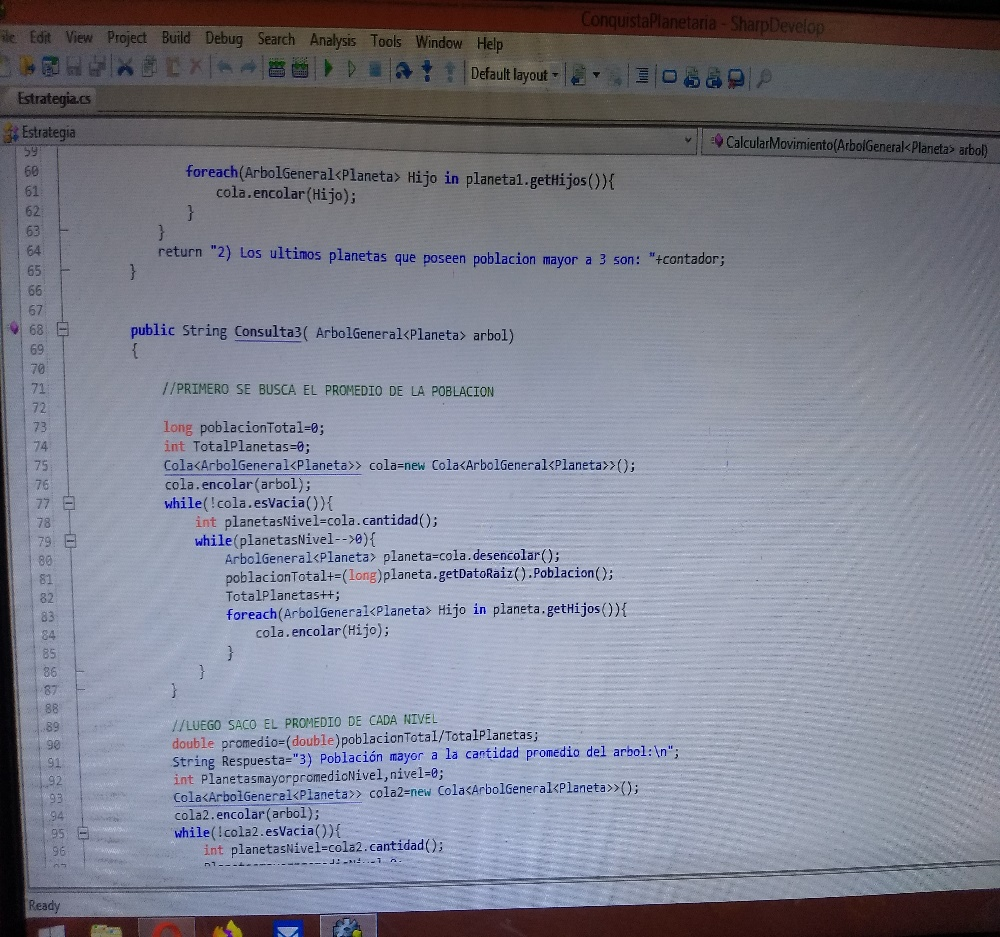 ConquistaPlanetaria - SharpDevelop
Edit View Project Build Debug Search Analysis Tools Window Help
Default layout
Estrategia.cs
Estrategia
CalcularMovimiento(ArbolGeneral<Planeta> arbol)
59
60 foreach(ArbolGeneral<Planeta> Hijo in planeta1.getHijos()){
61 cola.encolar(Hijo);
62 }
63 }
64 return "2) Los ultimos planetas que poseen poblacion mayor a 3 son: "+contador;
65 }
66
67
68 public String Consulta3( ArbolGeneral<Planeta> arbol)
69 {
70
71 //PRIMERO SE BUSCA EL PROMEDIO DE LA POBLACION
72
73 long poblacionTotal=0;
74 int TotalPlanetas=0;
75 Cola<ArbolGeneral<Planeta>> cola=new Cola<ArbolGeneral<Planeta>>();
76 cola.encolar(arbol);
77 while(!cola.esVacia()){
78 int planetasNivel=cola.cantidad();
79 while(planetasNivel-->0){
80 ArbolGeneral<Planeta> planeta=cola.desencolar();
81 poblacionTotal+=(long)planeta.getDatoRaiz().Poblacion();
82 TotalPlanetas++;
83 foreach(ArbolGeneral<Planeta> Hijo in planeta.getHijos()){
84 cola.encolar(Hijo);
85 }
86 }
87 }
88
89 //LUEGO SACO EL PROMEDIO DE CADA NIVEL
90 double promedio=(double)poblacionTotal/TotalPlanetas;
91 String Respuesta="3) Población mayor a la cantidad promedio del arbol:\n";
92 int PlanetasmayorpromedioNivel,nivel=0;
93 Cola<ArbolGeneral<Planeta>> cola2=new Cola<ArbolGeneral<Planeta>>();
94 cola2.encolar(arbol);
95 while(!cola2.esVacia()){
96 int planetasNivel=cola2.cantidad();
Ready